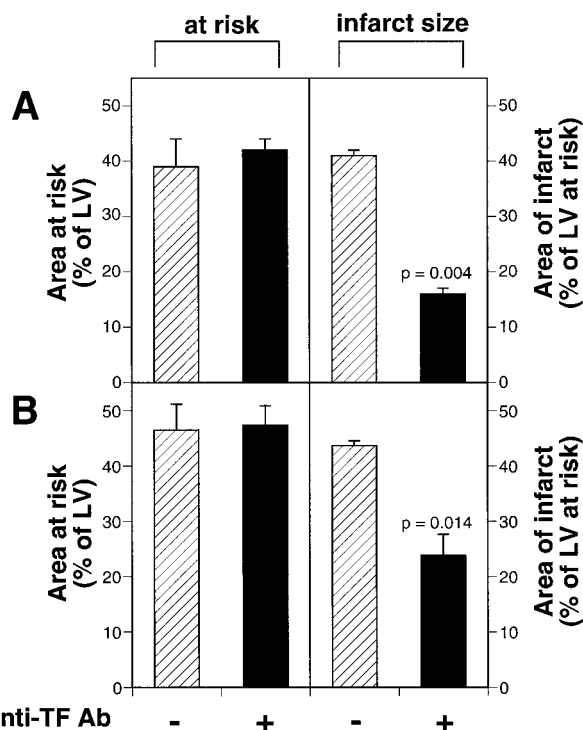 at risk infarct size
A
Area at risk
(% of LV)
50
40
30
20
10
0
p = 0.004
50
40
30
20
10
0
Area of infarct
(% of LV at risk)
B
Area at risk
(% of LV)
50
40
30
20
10
0
p = 0.014
50
40
30
20
10
0
Area of infarct
(% of LV at risk)
nti-TF Ab - + - +